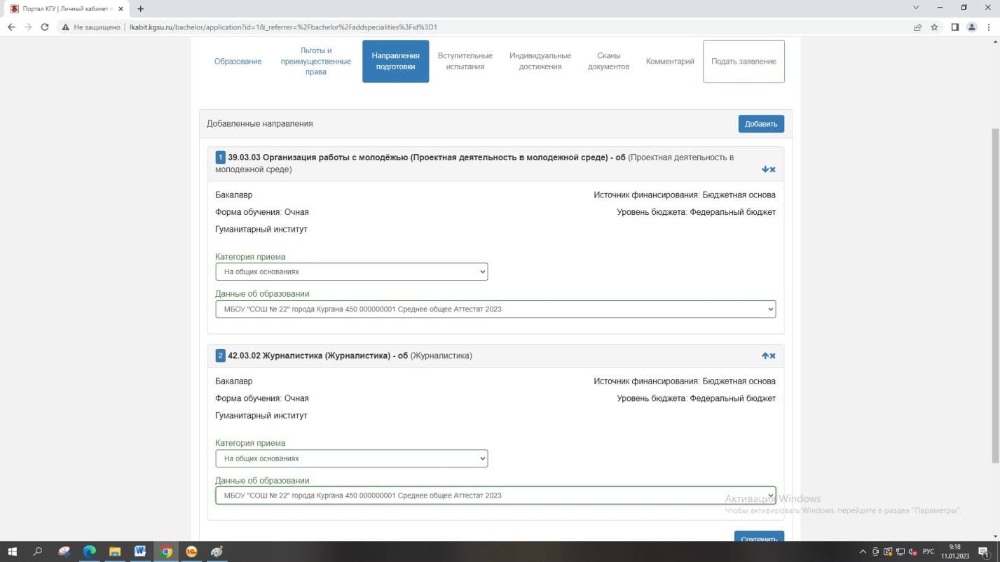 Портал КГУ | Личный кабинет п
Не защищено | lkabit.kgsu.ru/bachelor/application?id=1&_referrer=%2Fbachelor%2Faddspecialities%3Fid%3D1
Образование
Льготы и
преимущественные
права
Направления
подготовки
Вступительные
испытания
Индивидуальные
достижения
Сканы
документов
Комментарий
Подать заявление
Добавленные направления
Добавить
1 39.03.03 Организация работы с молодёжью (Проектная деятельность в молодежной среде) - об (Проектная деятельность в
молодежной среде)
Бакалавр
Источник финансирования: Бюджетная основа
Форма обучения: Очная
Уровень бюджета: Федеральный бюджет
Гуманитарный институт
Категория приема
На общих основаниях
Данные об образовании
МБОУ "СОШ № 22" города Кургана 450 000000001 Среднее общее Аттестат 2023
2 42.03.02 Журналистика (Журналистика) - об (Журналистика)
Бакалавр
Источник финансирования: Бюджетная основа
Форма обучения: Очная
Уровень бюджета: Федеральный бюджет
Гуманитарный институт
Категория приема
На общих основаниях
Данные об образовании
МБОУ "СОШ № 22" города Кургана 450 000000001 Среднее общее Аттестат 2023
Активация Windows
Чтобы активировать Windows, перейдите в раздел "Параметры".
Сохранить
РУС
9:18
11.01.2023
1